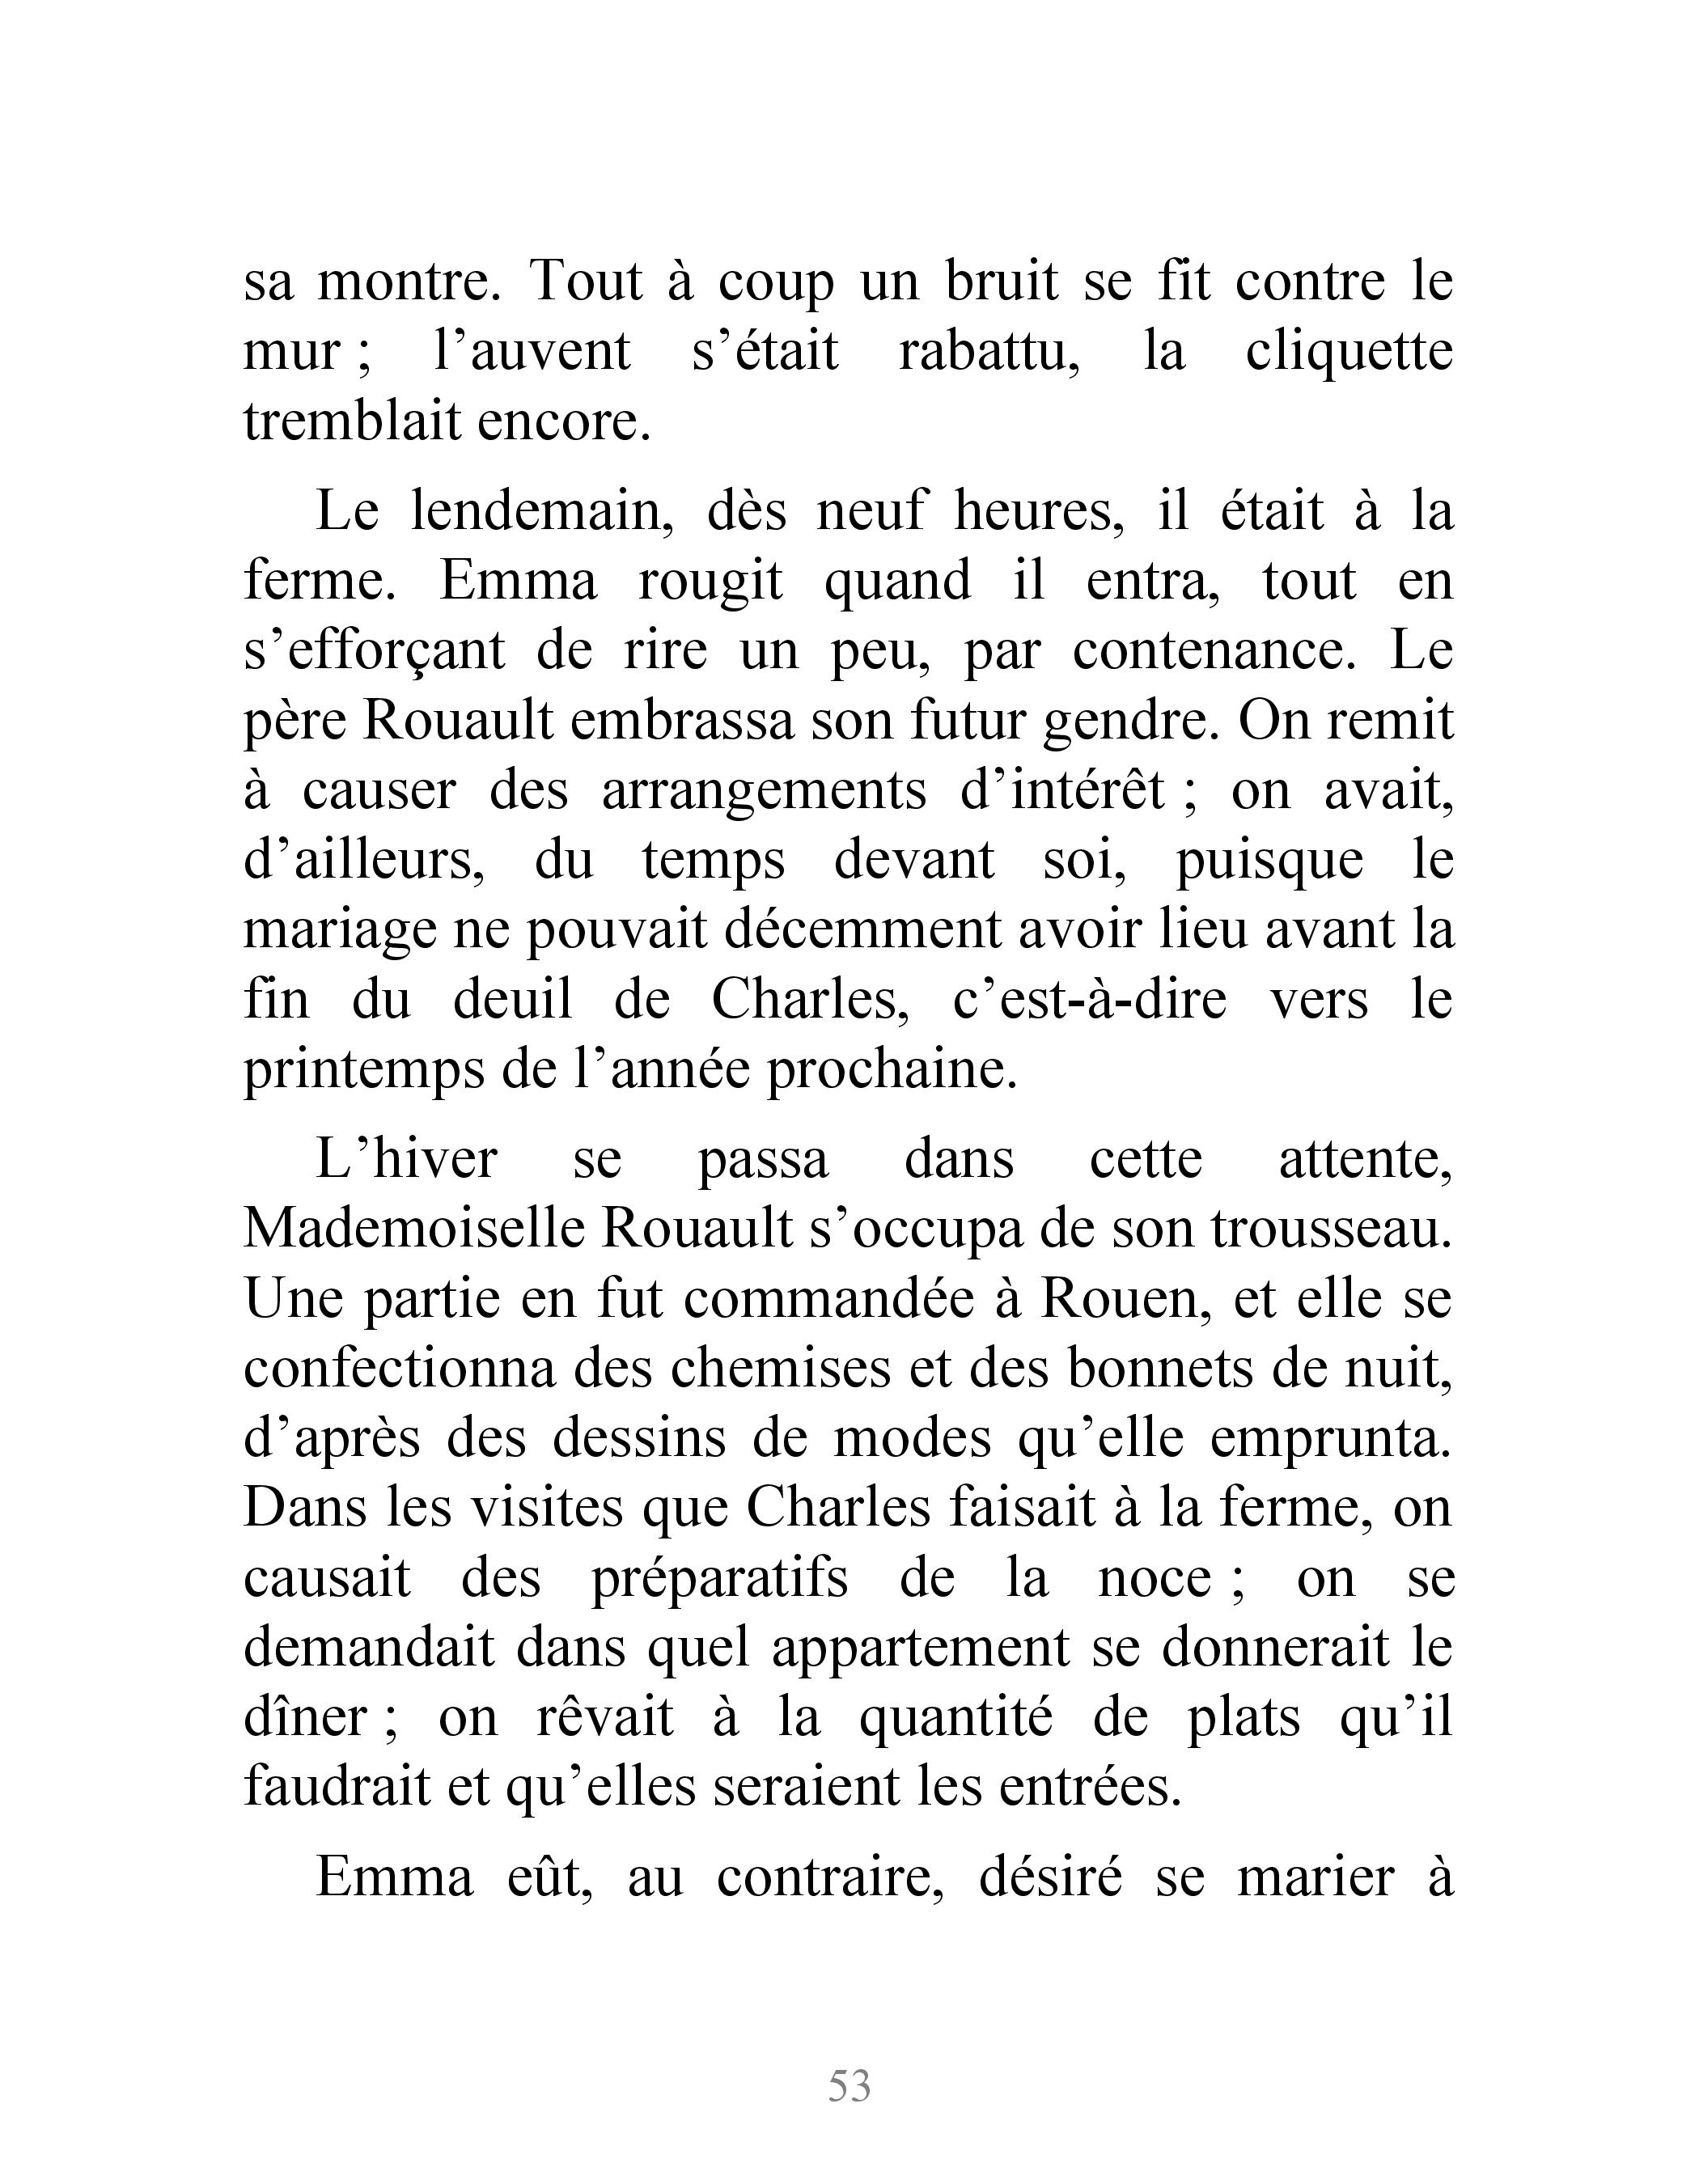 sa montre. Tout à coup un bruit se fit contre le
mur ; l’auvent s’était rabattu, la cliquette
tremblait encore.
Le lendemain, dès neuf heures, il était à la
ferme. Emma rougit quand il entra, tout en
s’efforçant de rire un peu, par contenance. Le
père Rouault embrassa son futur gendre. On remit
à causer des arrangements d’intérêt ; on avait,
d’ailleurs, du temps devant soi, puisque le
mariage ne pouvait décemment avoir lieu avant la
fin du deuil de Charles, c’est-à-dire vers le
printemps de l’année prochaine.
L’hiver se passa dans cette attente,
Mademoiselle Rouault s’occupa de son trousseau.
Une partie en fut commandée à Rouen, et elle se
confectionna des chemises et des bonnets de nuit,
d’après des dessins de modes qu’elle emprunta.
Dans les visites que Charles faisait à la ferme, on
causait des préparatifs de la noce ; on se
demandait dans quel appartement se donnerait le
dîner ; on rêvait à la quantité de plats qu’il
faudrait et qu’elles seraient les entrées.
Emma eût, au contraire, désiré se marier à
53